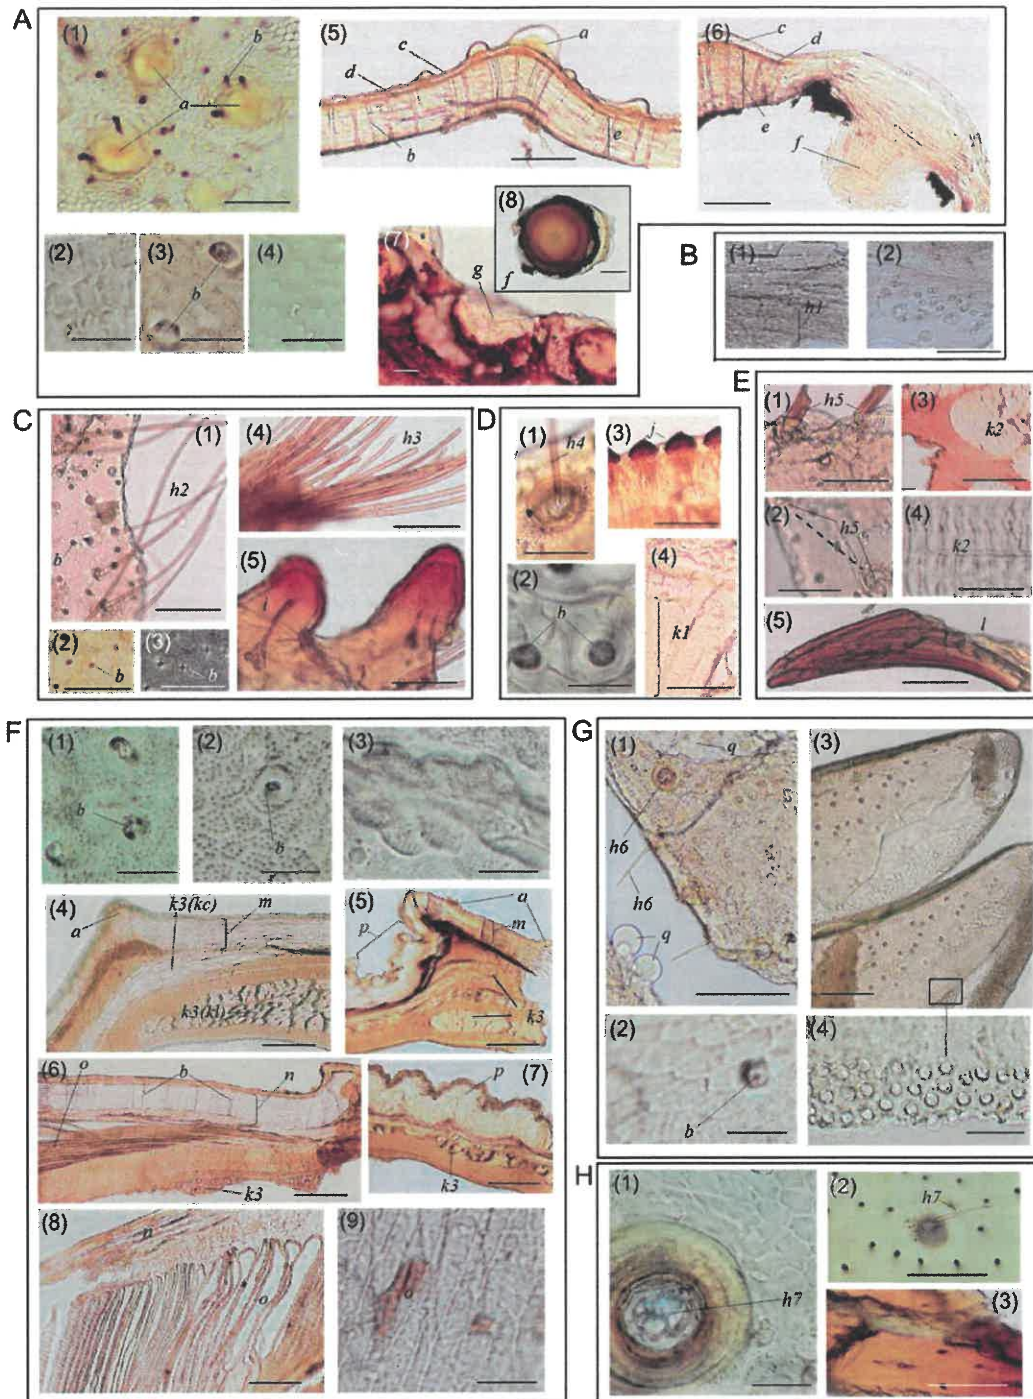 A
(1)
b
a
(5)
a
c
d
b
e
(6)
c
d
e
f
(2)
(3)
b
(4)
(7)
g
(8)
f
B
(1)
h1
(2)
C
(1)
h2
b
(2)
b
(3)
b
(4)
h3
(5)
i
D
(1)
h4
(2)
b
(3)
j
(4)
k1
E
(1)
h5
(2)
h5
(3)
k2
(4)
k2
(5)
l
F
(1)
b
(2)
b
(3)
(4)
a
k3(kc)
m
k3(kl)
(5)
a
p
m
k3
(6)
o
b
n
k3
(7)
p
k3
(8)
n
o
(9)
o
G
(1)
q
h6
h6
q
(2)
b
(3)
(4)
H
(1)
h7
(2)
h7
(3)